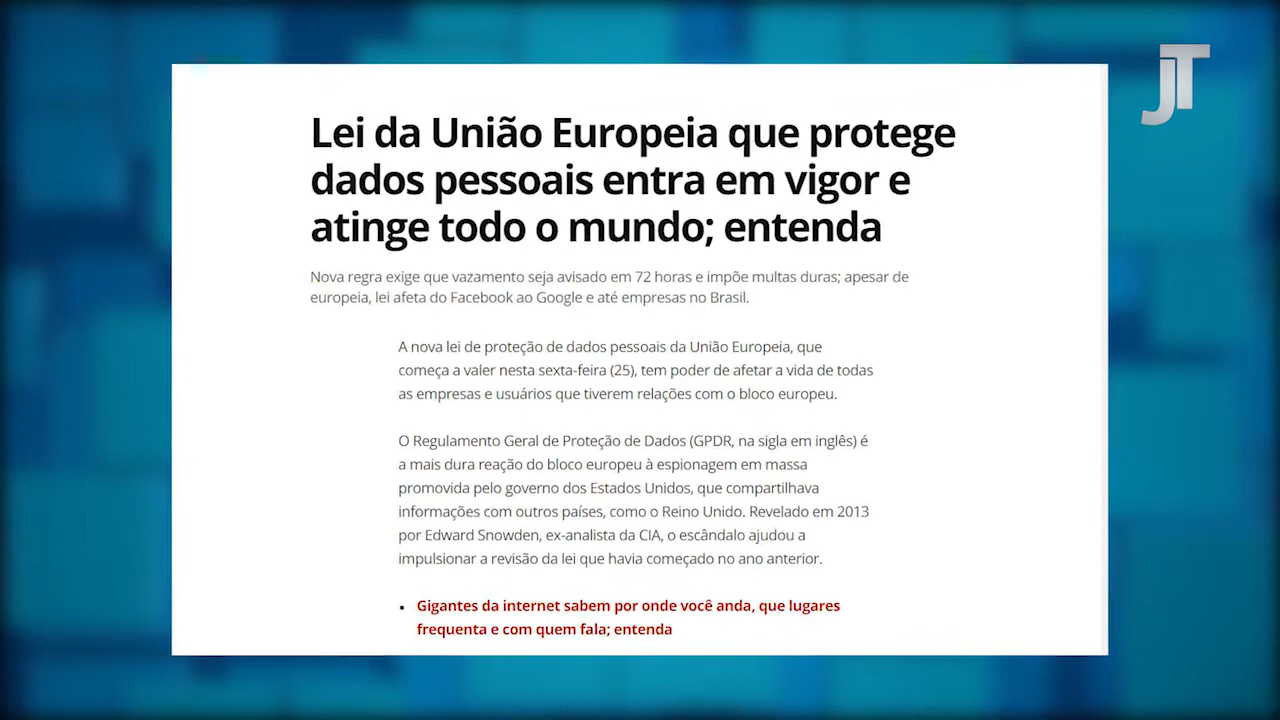 JT
Lei da União Europeia que protege
dados pessoais entra em vigor e
atinge todo o mundo; entenda
Nova regra exige que vazamento seja avisado em 72 horas e impõe multas duras; apesar de
europeia, lei afeta do Facebook ao Google e até empresas no Brasil.
A nova lei de proteção de dados pessoais da União Europeia, que
começa a valer nesta sexta-feira (25), tem poder de afetar a vida de todas
as empresas e usuários que tiverem relações com o bloco europeu.
O Regulamento Geral de Proteção de Dados (GPDR, na sigla em inglês) é
a mais dura reação do bloco europeu à espionagem em massa
promovida pelo governo dos Estados Unidos, que compartilhava
informações com outros países, como o Reino Unido. Revelado em 2013
por Edward Snowden, ex-analista da CIA, o escândalo ajudou a
impulsionar a revisão da lei que havia começado no ano anterior.
• Gigantes da internet sabem por onde você anda, que lugares
frequenta e com quem fala; entenda